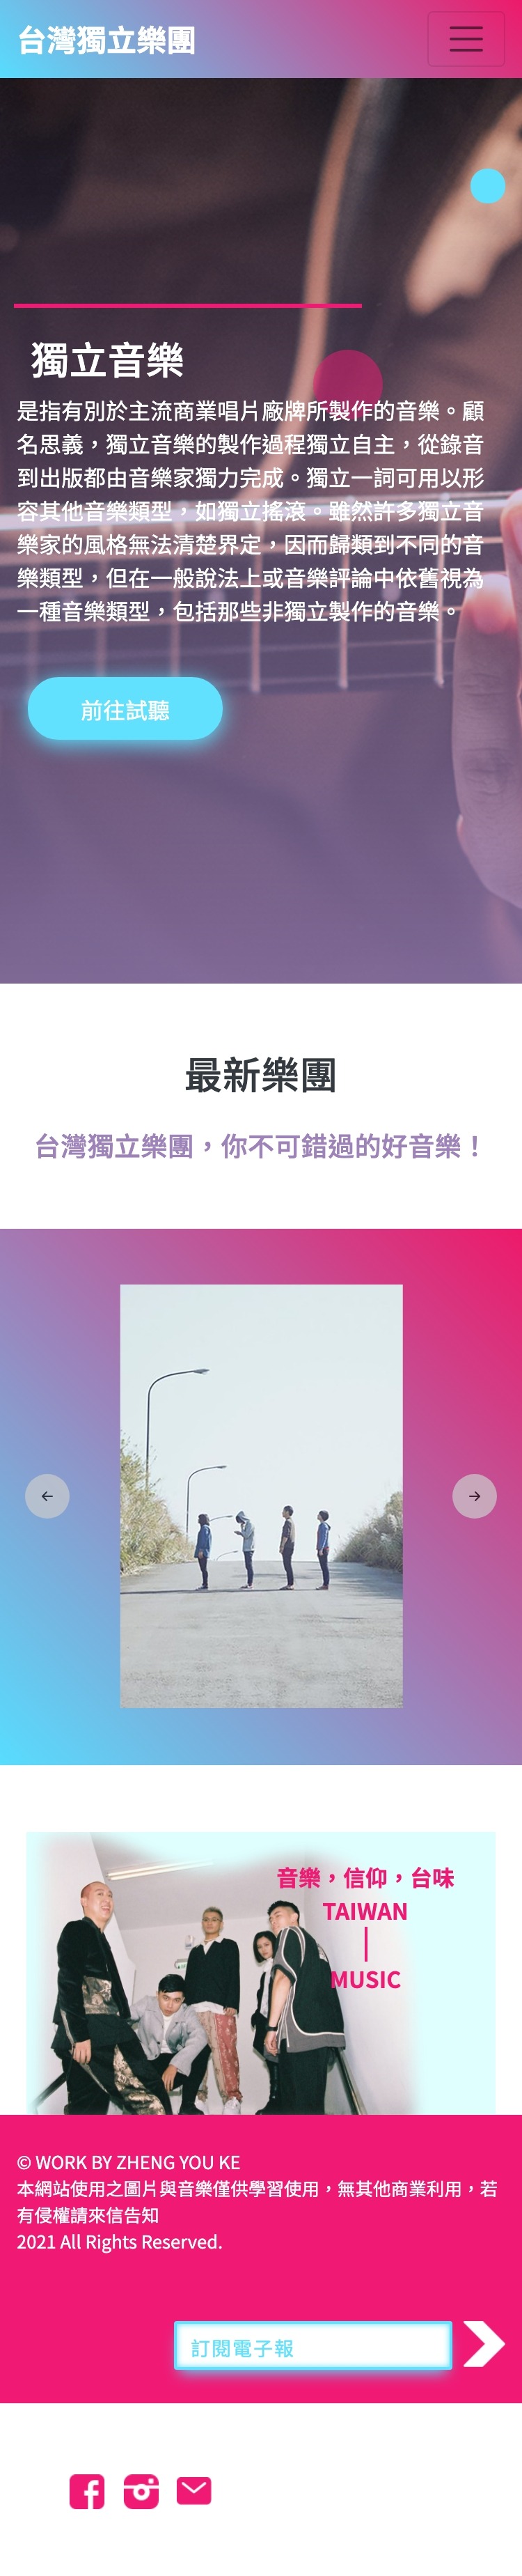 台灣獨立樂團
獨立音樂
是指有別於主流商業唱片廠牌所製作的音樂。顧
名思義，獨立音樂的製作過程獨立自主，從錄音
到出版都由音樂家獨力完成。獨立一詞可用以形
容其他音樂類型，如獨立搖滾。雖然許多獨立音
樂家的風格無法清楚界定，因而歸類到不同的音
樂類型，但在一般說法上或音樂評論中依舊視為
一種音樂類型，包括那些非獨立製作的音樂。
前往試聽
最新樂團
台灣獨立樂團，你不可錯過的好音樂！
音樂，信仰，台味
TAIWAN
|
MUSIC
© WORK BY ZHENG YOU KE
本網站使用之圖片與音樂僅供學習使用，無其他商業利用，若
有侵權請來信告知
2021 All Rights Reserved.
訂閱電子報